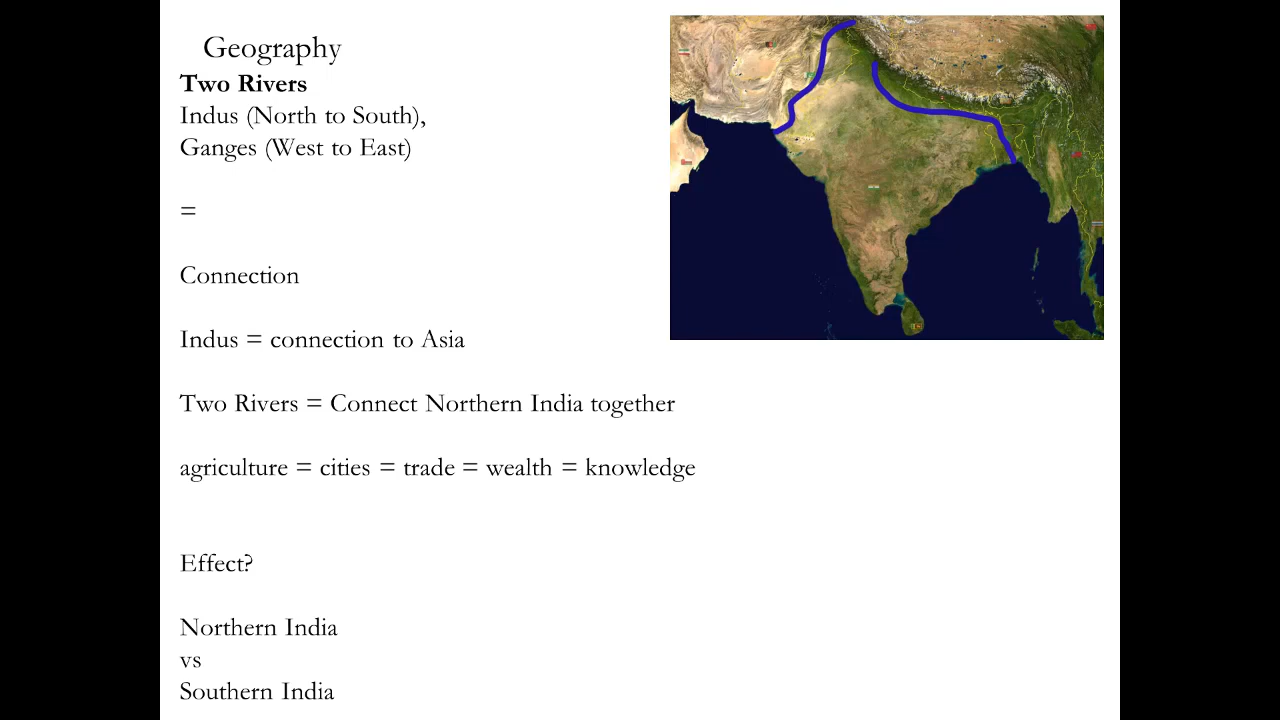 Geography
Two Rivers
Indus (North to South),
Ganges (West to East)
=
Connection
Indus = connection to Asia
Two Rivers = Connect Northern India together
agriculture = cities = trade = wealth = knowledge
Effect?
Northern India
vs
Southern India